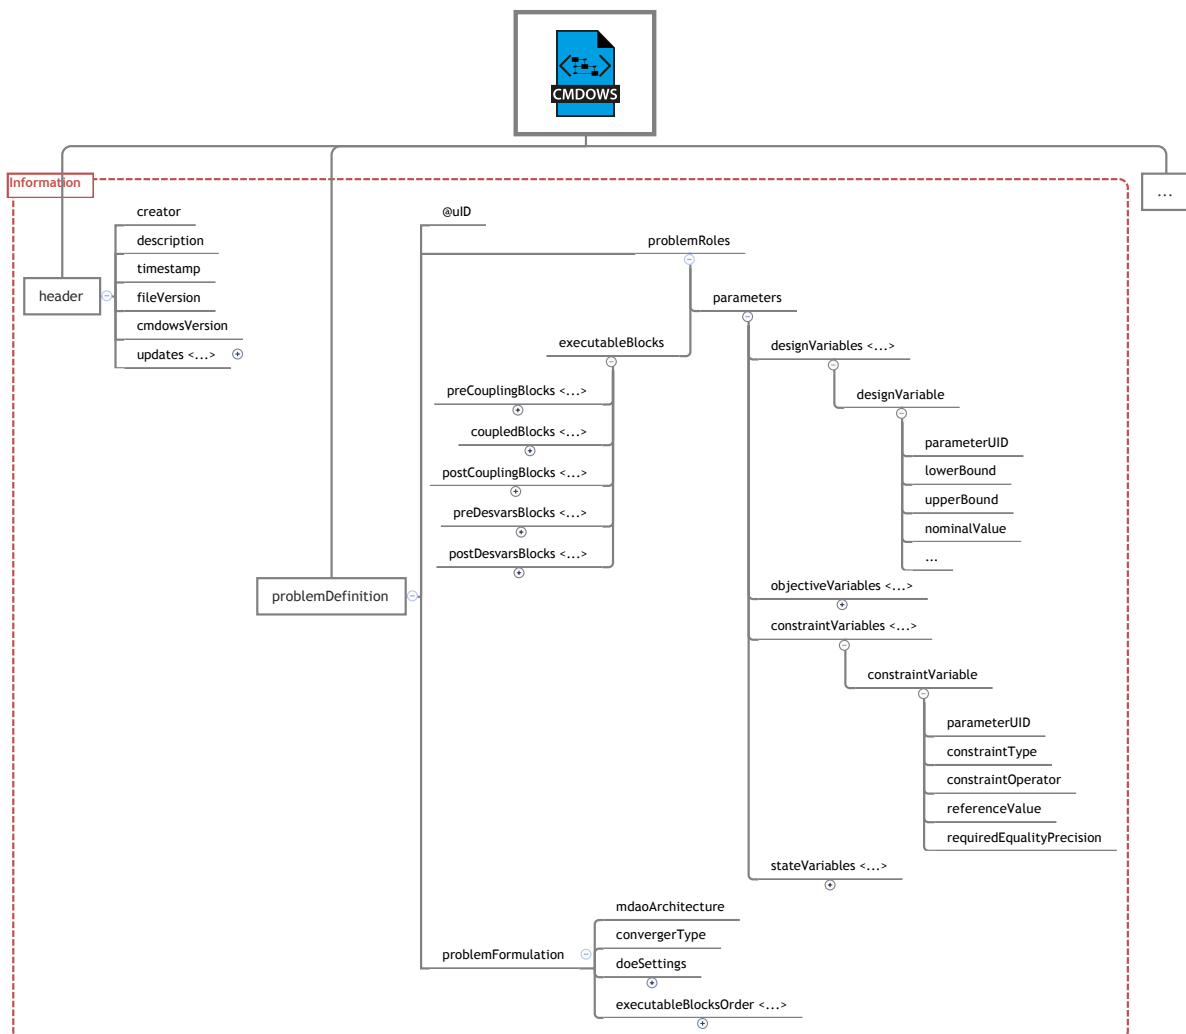 CMDOWS
Information
...
header
creator
description
timestamp
fileVersion
cmdowsVersion
updates <...>
problemDefinition
@uID
problemRoles
parameters
executableBlocks
preCouplingBlocks <...>
coupledBlocks <...>
postCouplingBlocks <...>
preDesvarsBlocks <...>
postDesvarsBlocks <...>
designVariables <...>
designVariable
parameterUID
lowerBound
upperBound
nominalValue
...
objectiveVariables <...>
constraintVariables <...>
constraintVariable
parameterUID
constraintType
constraintOperator
referenceValue
requiredEqualityPrecision
stateVariables <...>
problemFormulation
mdaoArchitecture
convergerType
doeSettings
executableBlocksOrder <...>